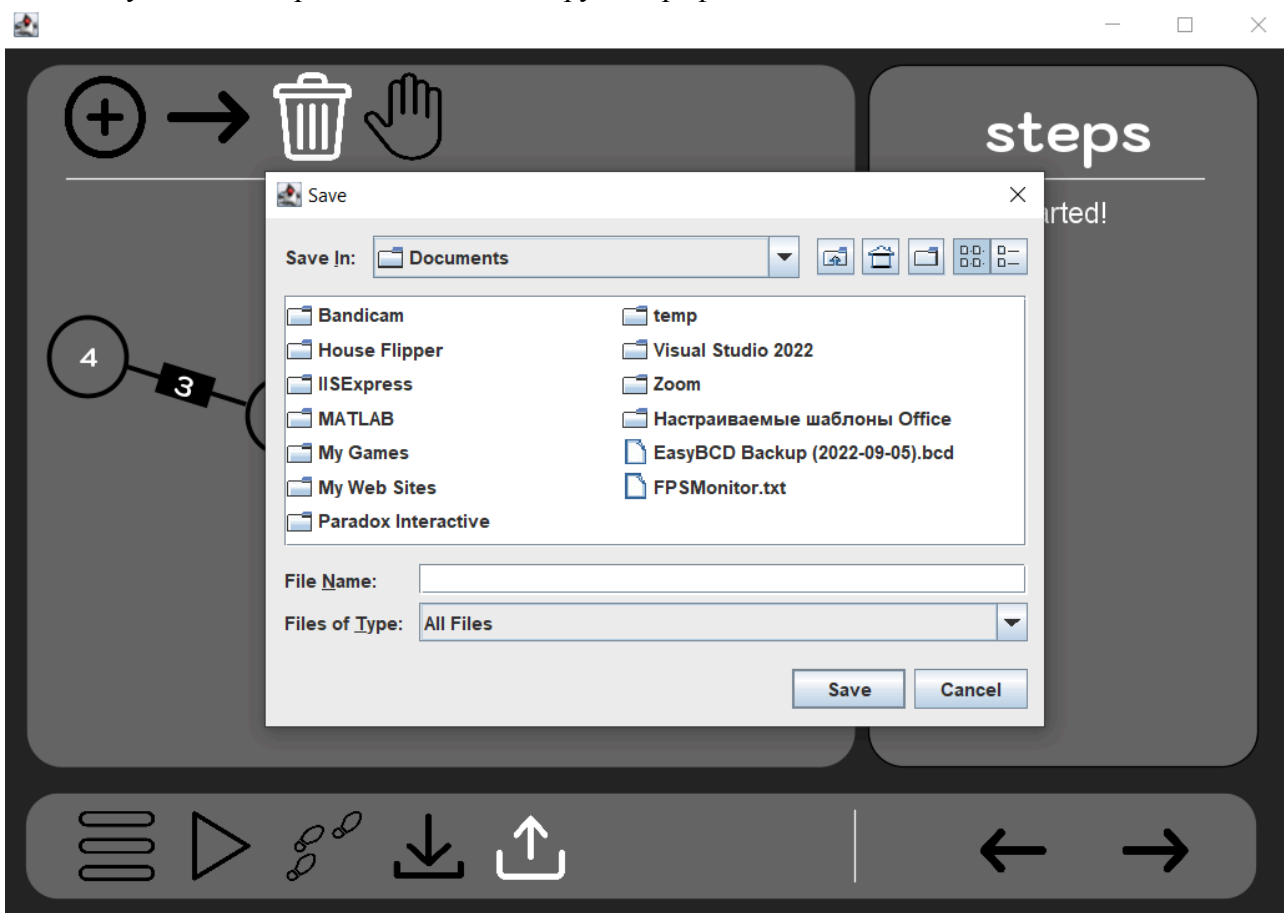 steps
Save
arted!
Save In: Documents
Bandicam
House Flipper
IISExpress
MATLAB
My Games
My Web Sites
Paradox Interactive
temp
Visual Studio 2022
Zoom
Настраиваемые шаблоны Office
EasyBCD Backup (2022-09-05).bcd
FPSMonitor.txt
4
3
File Name:
Files of Type: All Files
Save Cancel